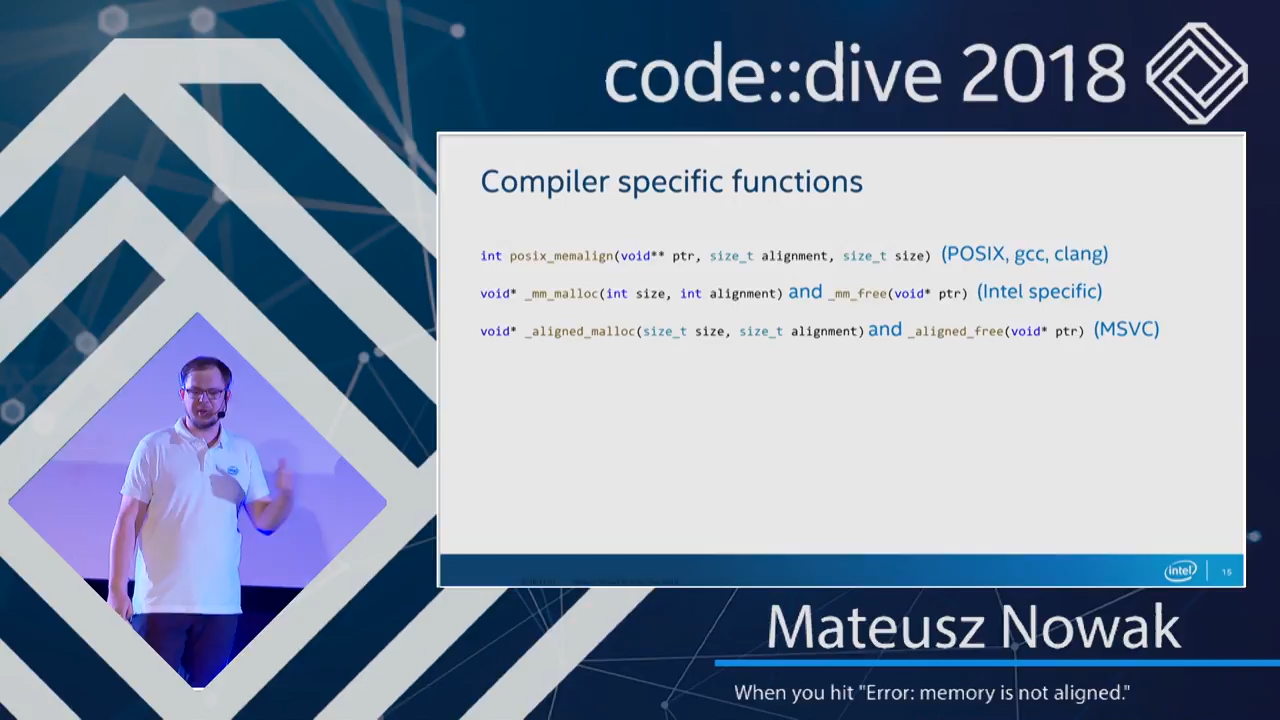 code::dive 2018
Compiler specific functions
int posix_memalign(void** ptr, size_t alignment, size_t size) (POSIX, gcc, clang)
void* _mm_malloc(int size, int alignment) and _mm_free(void* ptr) (Intel specific)
void* _aligned_malloc(size_t size, size_t alignment) and _aligned_free(void* ptr) (MSVC)
intel
15
Mateusz Nowak
When you hit "Error: memory is not aligned."